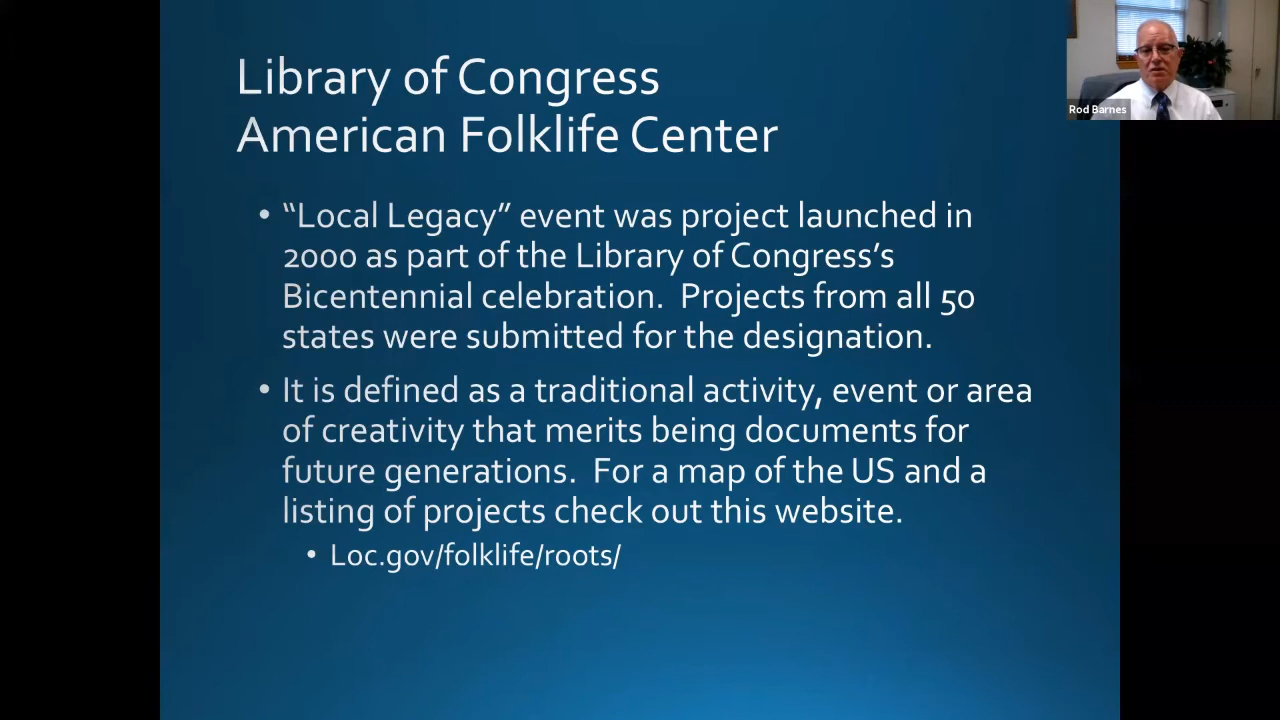 Library of Congress
American Folklife Center
• “Local Legacy” event was project launched in
2000 as part of the Library of Congress’s
Bicentennial celebration.  Projects from all 50
states were submitted for the designation.
• It is defined as a traditional activity, event or area
of creativity that merits being documents for
future generations.  For a map of the US and a
listing of projects check out this website.
• Loc.gov/folklife/roots/
Rod Barnes